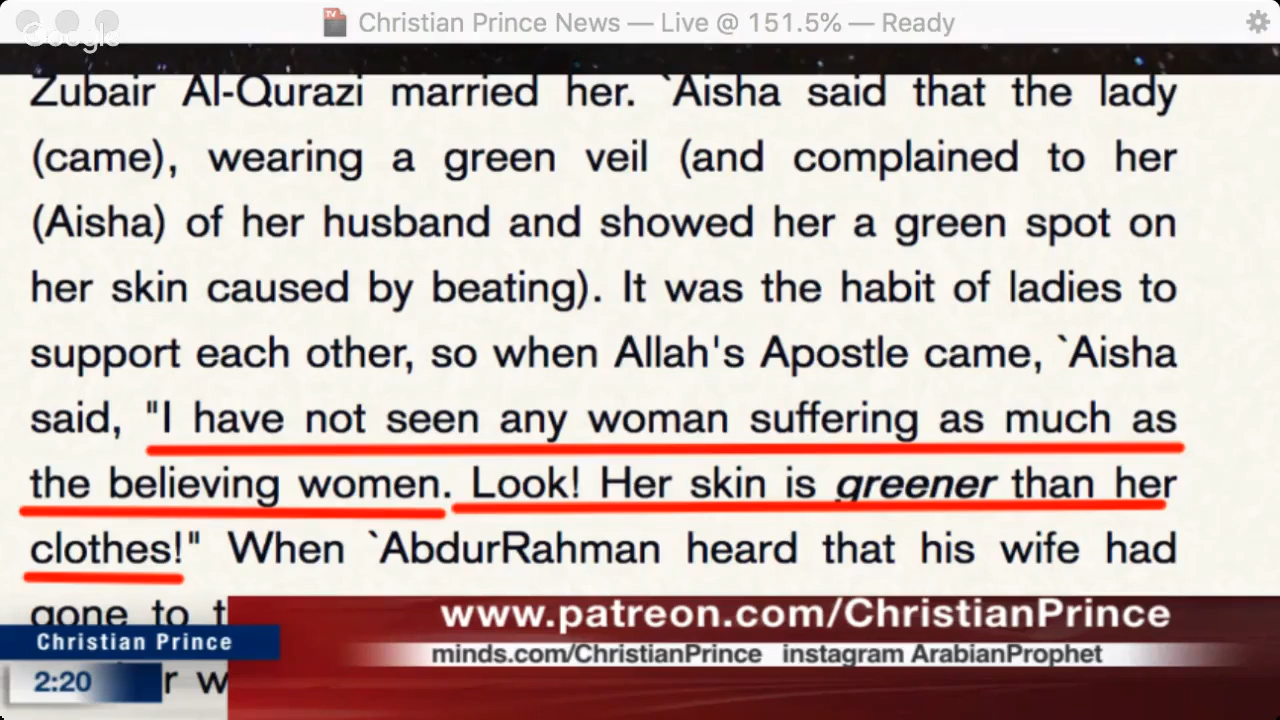 Christian Prince News — Live @ 151.5% — Ready
Google
Zubair Al-Qurazi married her. `Aisha said that the lady
(came), wearing a green veil (and complained to her
(Aisha) of her husband and showed her a green spot on
her skin caused by beating). It was the habit of ladies to
support each other, so when Allah's Apostle came, `Aisha
said, "I have not seen any woman suffering as much as
the believing women. Look! Her skin is greener than her
clothes!" When `AbdurRahman heard that his wife had
gone to t
www.patreon.com/ChristianPrince
Christian Prince
minds.com/ChristianPrince instagram ArabianProphet
2:20
r w